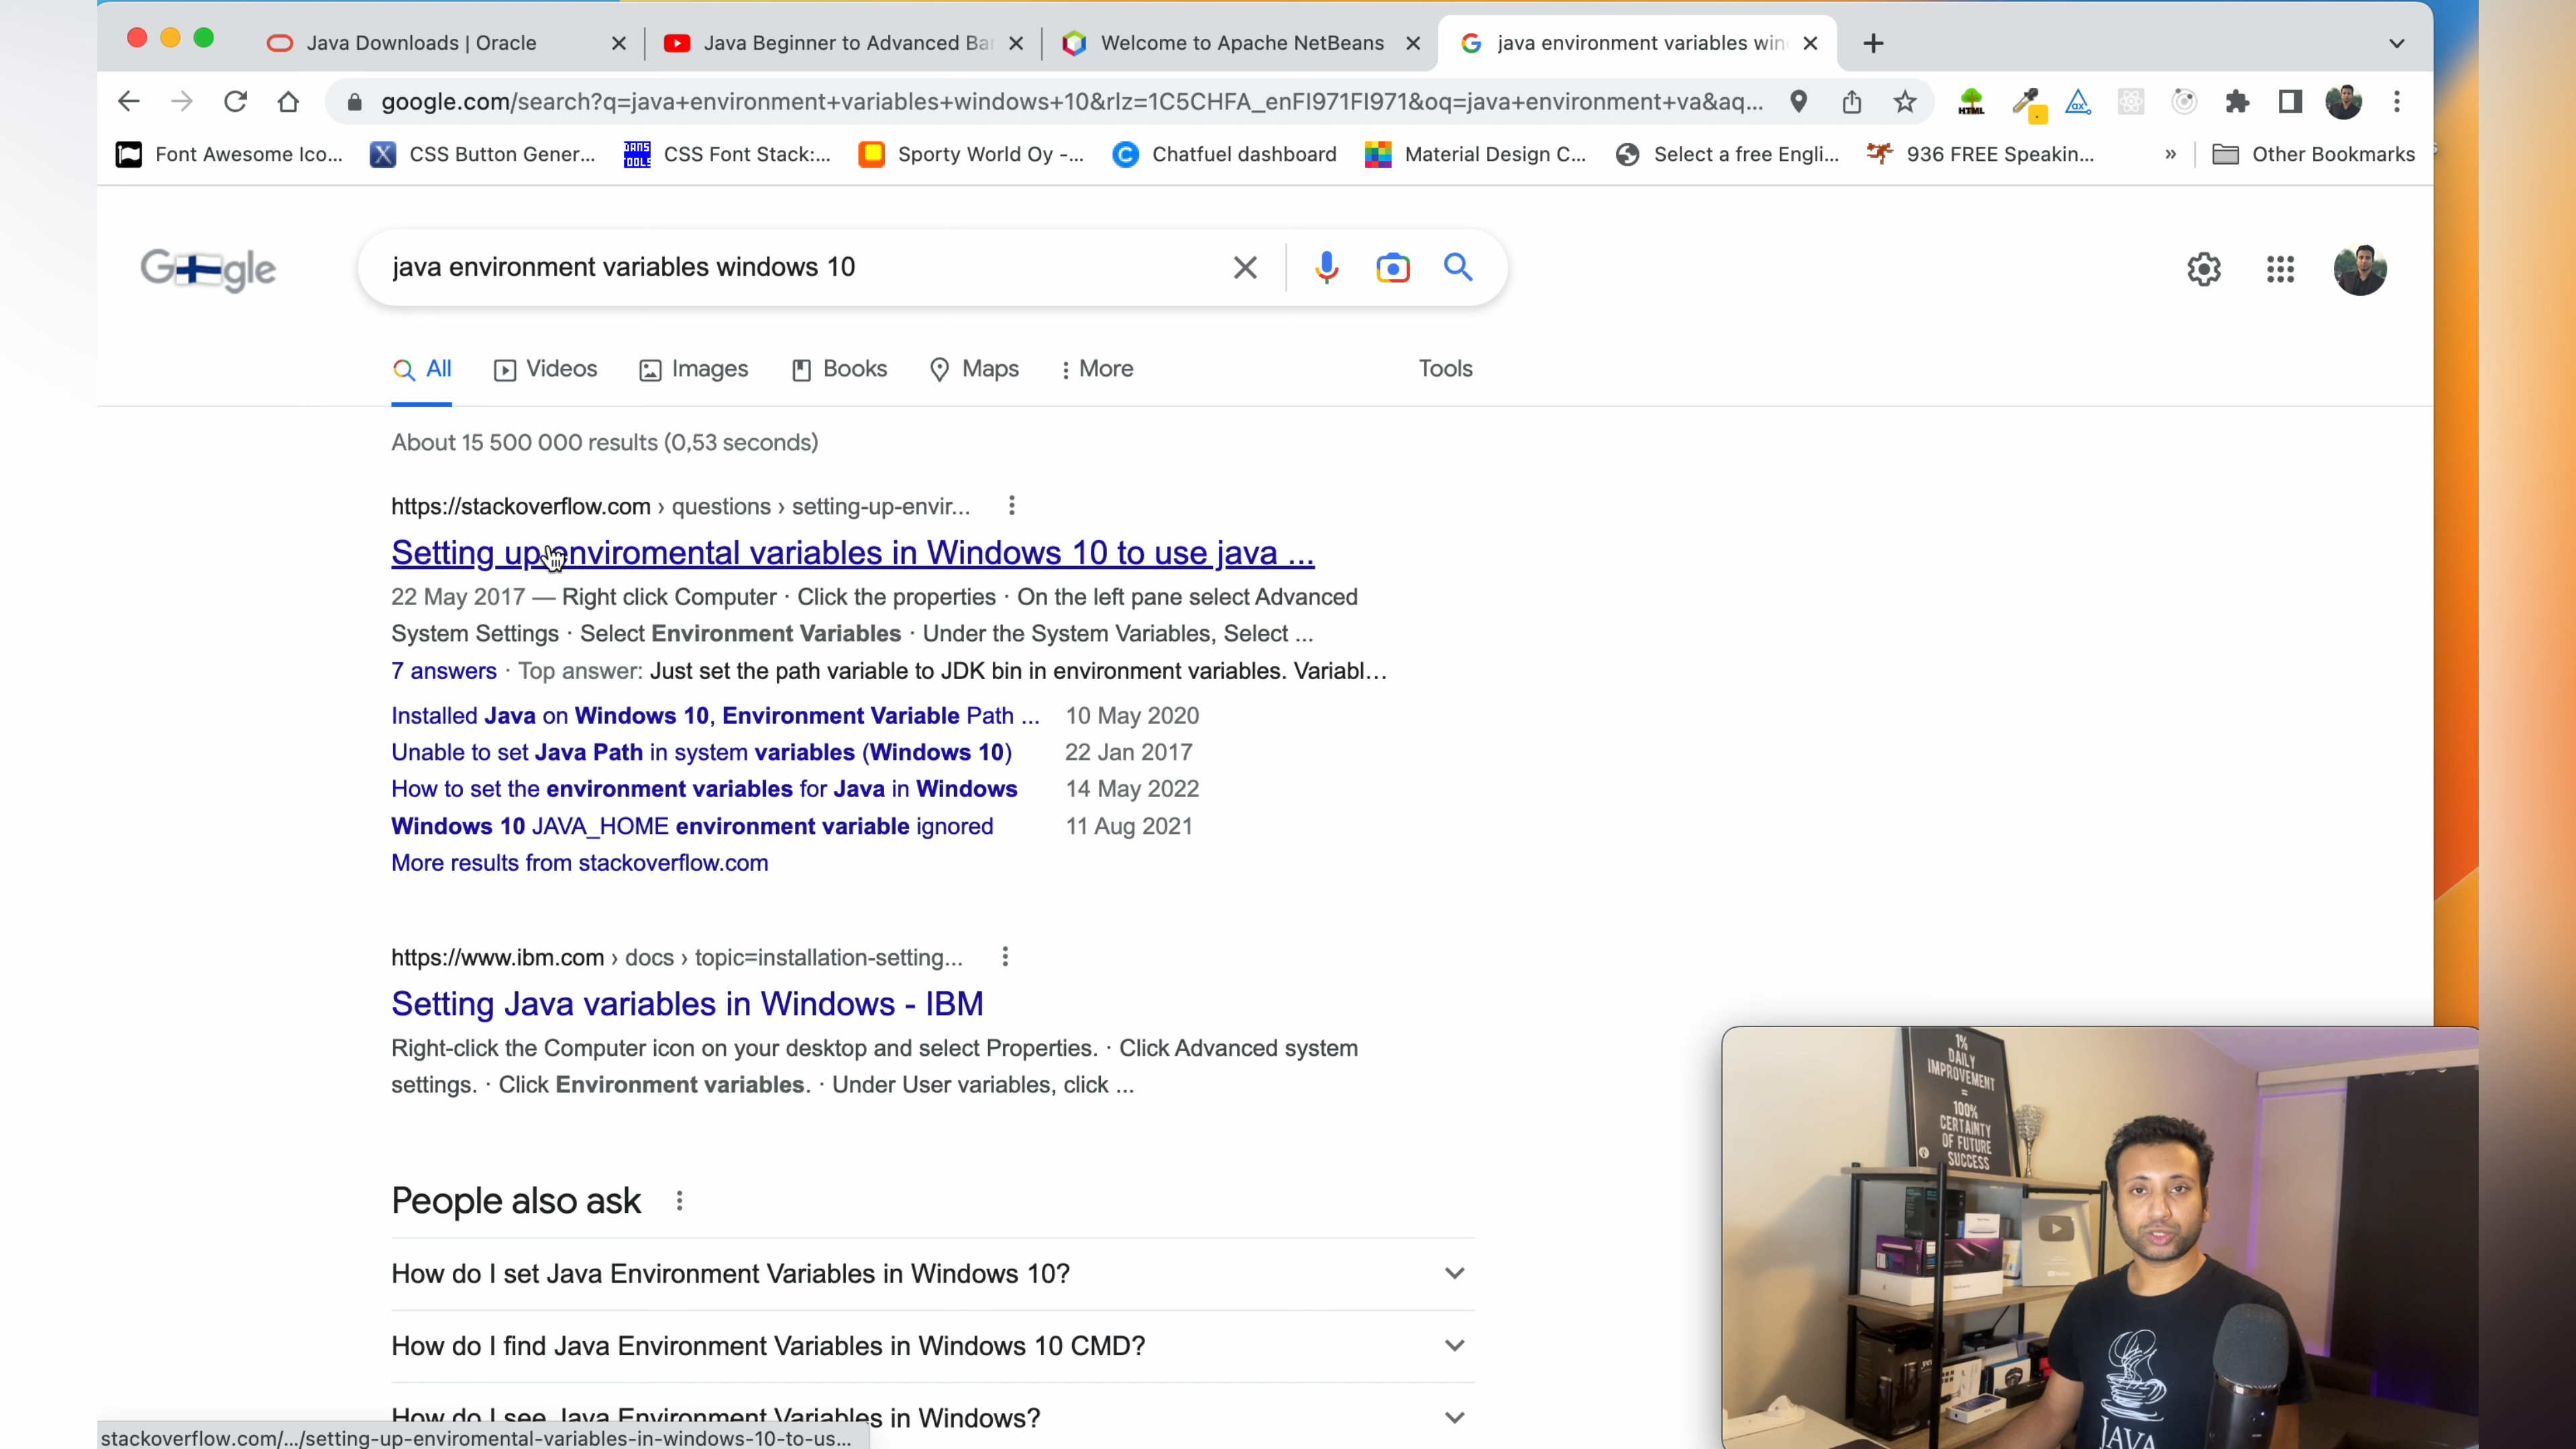 Java Downloads | Oracle
Java Beginner to Advanced Bar
Welcome to Apache NetBeans
java environment variables win
google.com/search?q=java+environment+variables+windows+10&rlz=1C5CHFA_enFI971FI971&oq=java+environment+va&aq...
HTML
ax
Font Awesome Ico...
X
CSS Button Gener...
DANS TOOLS
CSS Font Stack:...
Sporty World Oy -...
C
Chatfuel dashboard
Material Design C...
Select a free Engli...
936 FREE Speakin...
»
Other Bookmarks
G gle
java environment variables windows 10
All
Videos
Images
Books
Maps
More
Tools
About 15 500 000 results (0,53 seconds)
https://stackoverflow.com › questions › setting-up-envir...
Setting up enviromental variables in Windows 10 to use java ...
22 May 2017 — Right click Computer · Click the properties · On the left pane select Advanced
System Settings · Select Environment Variables · Under the System Variables, Select ...
7 answers · Top answer: Just set the path variable to JDK bin in environment variables. Variabl...
Installed Java on Windows 10, Environment Variable Path ... 10 May 2020
Unable to set Java Path in system variables (Windows 10) 22 Jan 2017
How to set the environment variables for Java in Windows 14 May 2022
Windows 10 JAVA_HOME environment variable ignored 11 Aug 2021
More results from stackoverflow.com
https://www.ibm.com › docs › topic=installation-setting...
Setting Java variables in Windows - IBM
Right-click the Computer icon on your desktop and select Properties. · Click Advanced system
settings. · Click Environment variables. · Under User variables, click ...
People also ask
How do I set Java Environment Variables in Windows 10?
How do I find Java Environment Variables in Windows 10 CMD?
How do I see Java Environment Variables in Windows?
stackoverflow.com/.../setting-up-enviromental-variables-in-windows-10-to-us...
1%
DAILY
IMPROVEMENT
=
100%
CERTAINTY
OF FUTURE
SUCCESS
JAVA